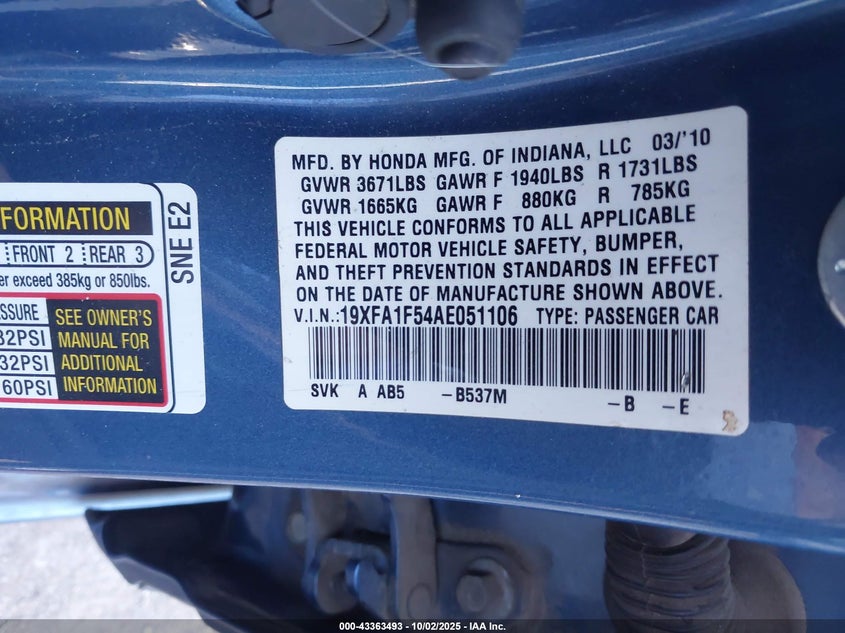 MFD. BY HONDA MFG. OF INDIANA, LLC 03/'10
GVWR 3671LBS GAWR F 1940LBS R 1731LBS
GVWR 1665KG GAWR F 880KG R 785KG
THIS VEHICLE CONFORMS TO ALL APPLICABLE
FEDERAL MOTOR VEHICLE SAFETY, BUMPER,
AND THEFT PREVENTION STANDARDS IN EFFECT
ON THE DATE OF MANUFACTURE SHOWN ABOVE.
V.I.N.:19XFA1F54AE051106 TYPE: PASSENGER CAR
SVK A AB5 -B537M -B -E
FORMATION
FRONT 2 REAR 3
exceed 385kg or 850lbs.
32PSI
32PSI
60PSI
SEE OWNER'S
MANUAL FOR
ADDITIONAL
INFORMATION
SNE E2
000-43363493 - 10/02/2025 - IAA Inc.